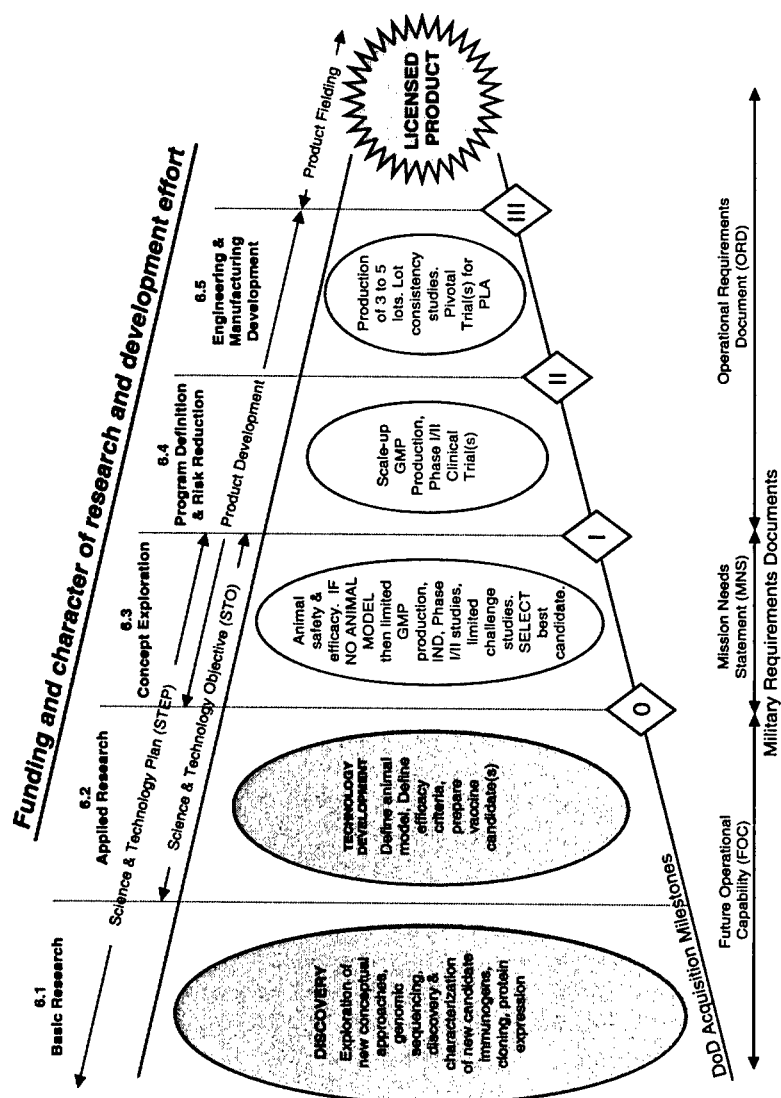 Funding and character of research and development effort
6.1
Basic Research
6.2
Applied Research
6.3
Concept Exploration
6.4
Program Definition
& Risk Reduction
6.5
Engineering &
Manufacturing
Development
Science & Technology Plan (STEP)
Science & Technology Objective (STO)
Product Development
Product Fielding
DISCOVERY
Exploration of
new conceptual
approaches,
genomic
sequencing,
discovery &
characterization
of new candidate
immunogens,
cloning, protein
expression
TECHNOLOGY
DEVELOPMENT
Define animal
model, Define
efficacy
criteria,
prepare
vaccine
candidate(s)
Animal
safety &
efficacy. IF
NO ANIMAL
MODEL
then limited
GMP
production,
IND, Phase
I/II studies,
limited
challenge
studies.
SELECT
best
candidate.
Scale-up
GMP
Production,
Phase I/II
Clinical
Trial(s)
Production
of 3 to 5
lots. Lot
consistency
studies.
Pivotal
Trial(s) for
PLA
LICENSED
PRODUCT
DoD Acquisition Milestones
0
I
II
III
Future Operational
Capability (FOC)
Mission Needs
Statement (MNS)
Operational Requirements
Document (ORD)
Military Requirements Documents